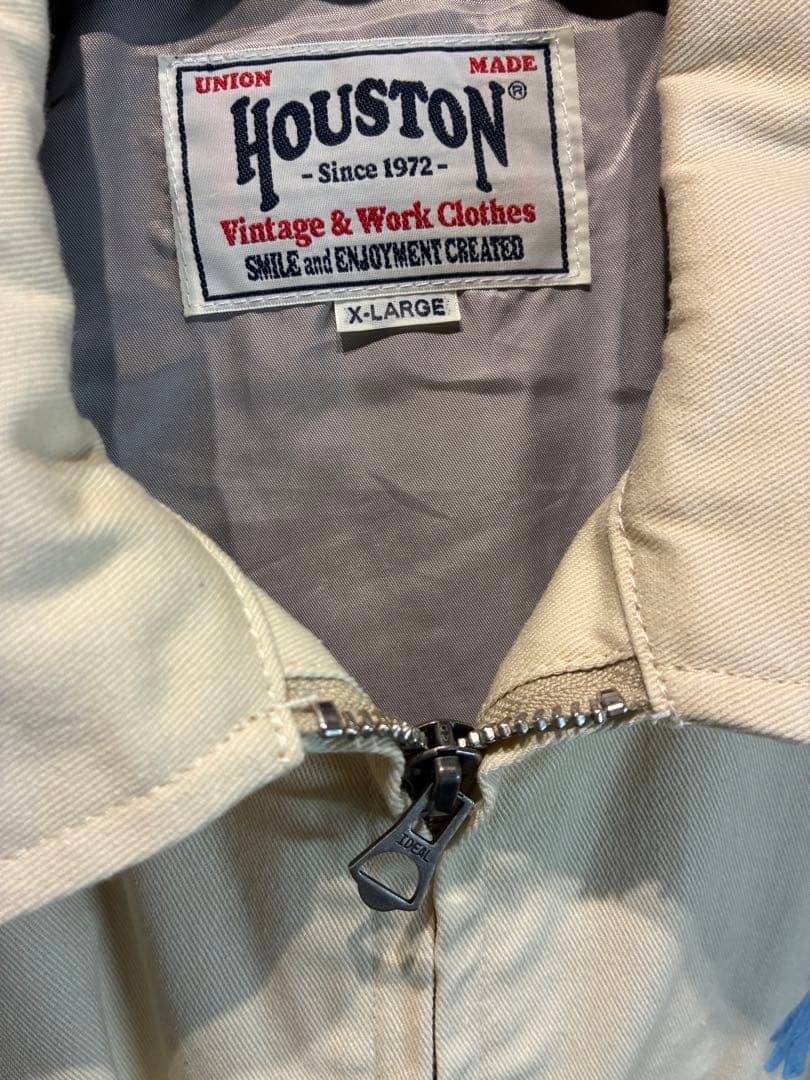 UNION MADE
HOUSTON®
- Since 1972 -
Vintage & Work Clothes
SMILE and ENJOYMENT CREATED
X-LARGE
IDEAL